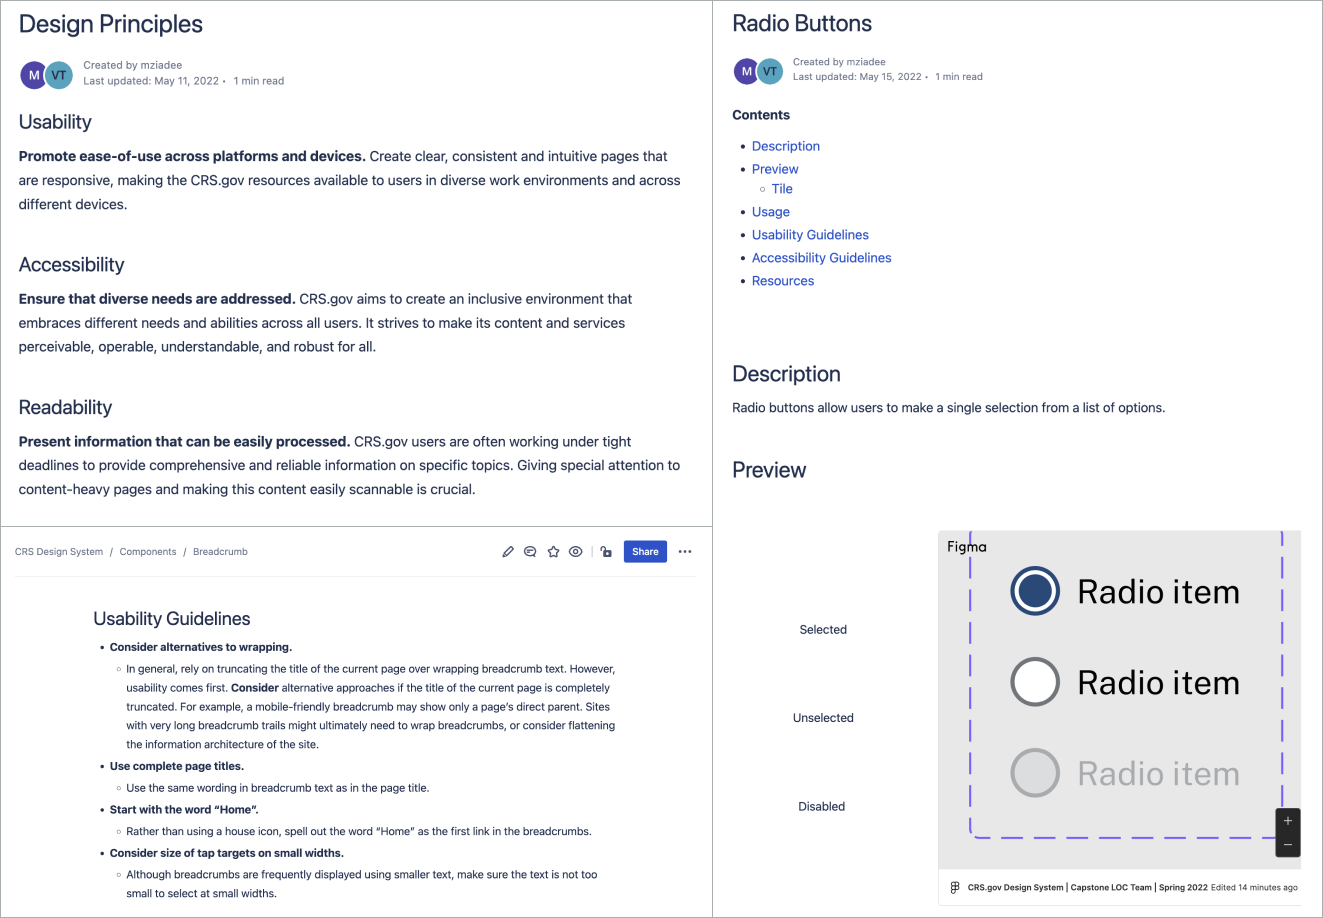 Design Principles
M VT
Created by mziadee
Last updated: May 11, 2022 • 1 min read
Usability
Promote ease-of-use across platforms and devices. Create clear, consistent and intuitive pages that
are responsive, making the CRS.gov resources available to users in diverse work environments and across
different devices.
Accessibility
Ensure that diverse needs are addressed. CRS.gov aims to create an inclusive environment that
embraces different needs and abilities across all users. It strives to make its content and services
perceivable, operable, understandable, and robust for all.
Readability
Present information that can be easily processed. CRS.gov users are often working under tight
deadlines to provide comprehensive and reliable information on specific topics. Giving special attention to
content-heavy pages and making this content easily scannable is crucial.
CRS Design System / Components / Breadcrumb
Share
Usability Guidelines
• Consider alternatives to wrapping.
○ In general, rely on truncating the title of the current page over wrapping breadcrumb text. However,
usability comes first. Consider alternative approaches if the title of the current page is completely
truncated. For example, a mobile-friendly breadcrumb may show only a page's direct parent. Sites
with very long breadcrumb trails might ultimately need to wrap breadcrumbs, or consider flattening
the information architecture of the site.
• Use complete page titles.
○ Use the same wording in breadcrumb text as in the page title.
• Start with the word “Home”.
○ Rather than using a house icon, spell out the word “Home” as the first link in the breadcrumbs.
• Consider size of tap targets on small widths.
○ Although breadcrumbs are frequently displayed using smaller text, make sure the text is not too
small to select at small widths.
Radio Buttons
M VT
Created by mziadee
Last updated: May 15, 2022 • 1 min read
Contents
• Description
• Preview
○ Tile
• Usage
• Usability Guidelines
• Accessibility Guidelines
• Resources
Description
Radio buttons allow users to make a single selection from a list of options.
Preview
Figma
Radio item
Selected
Radio item
Unselected
Radio item
Disabled
+
−
CRS.gov Design System | Capstone LOC Team | Spring 2022 Edited 14 minutes ago